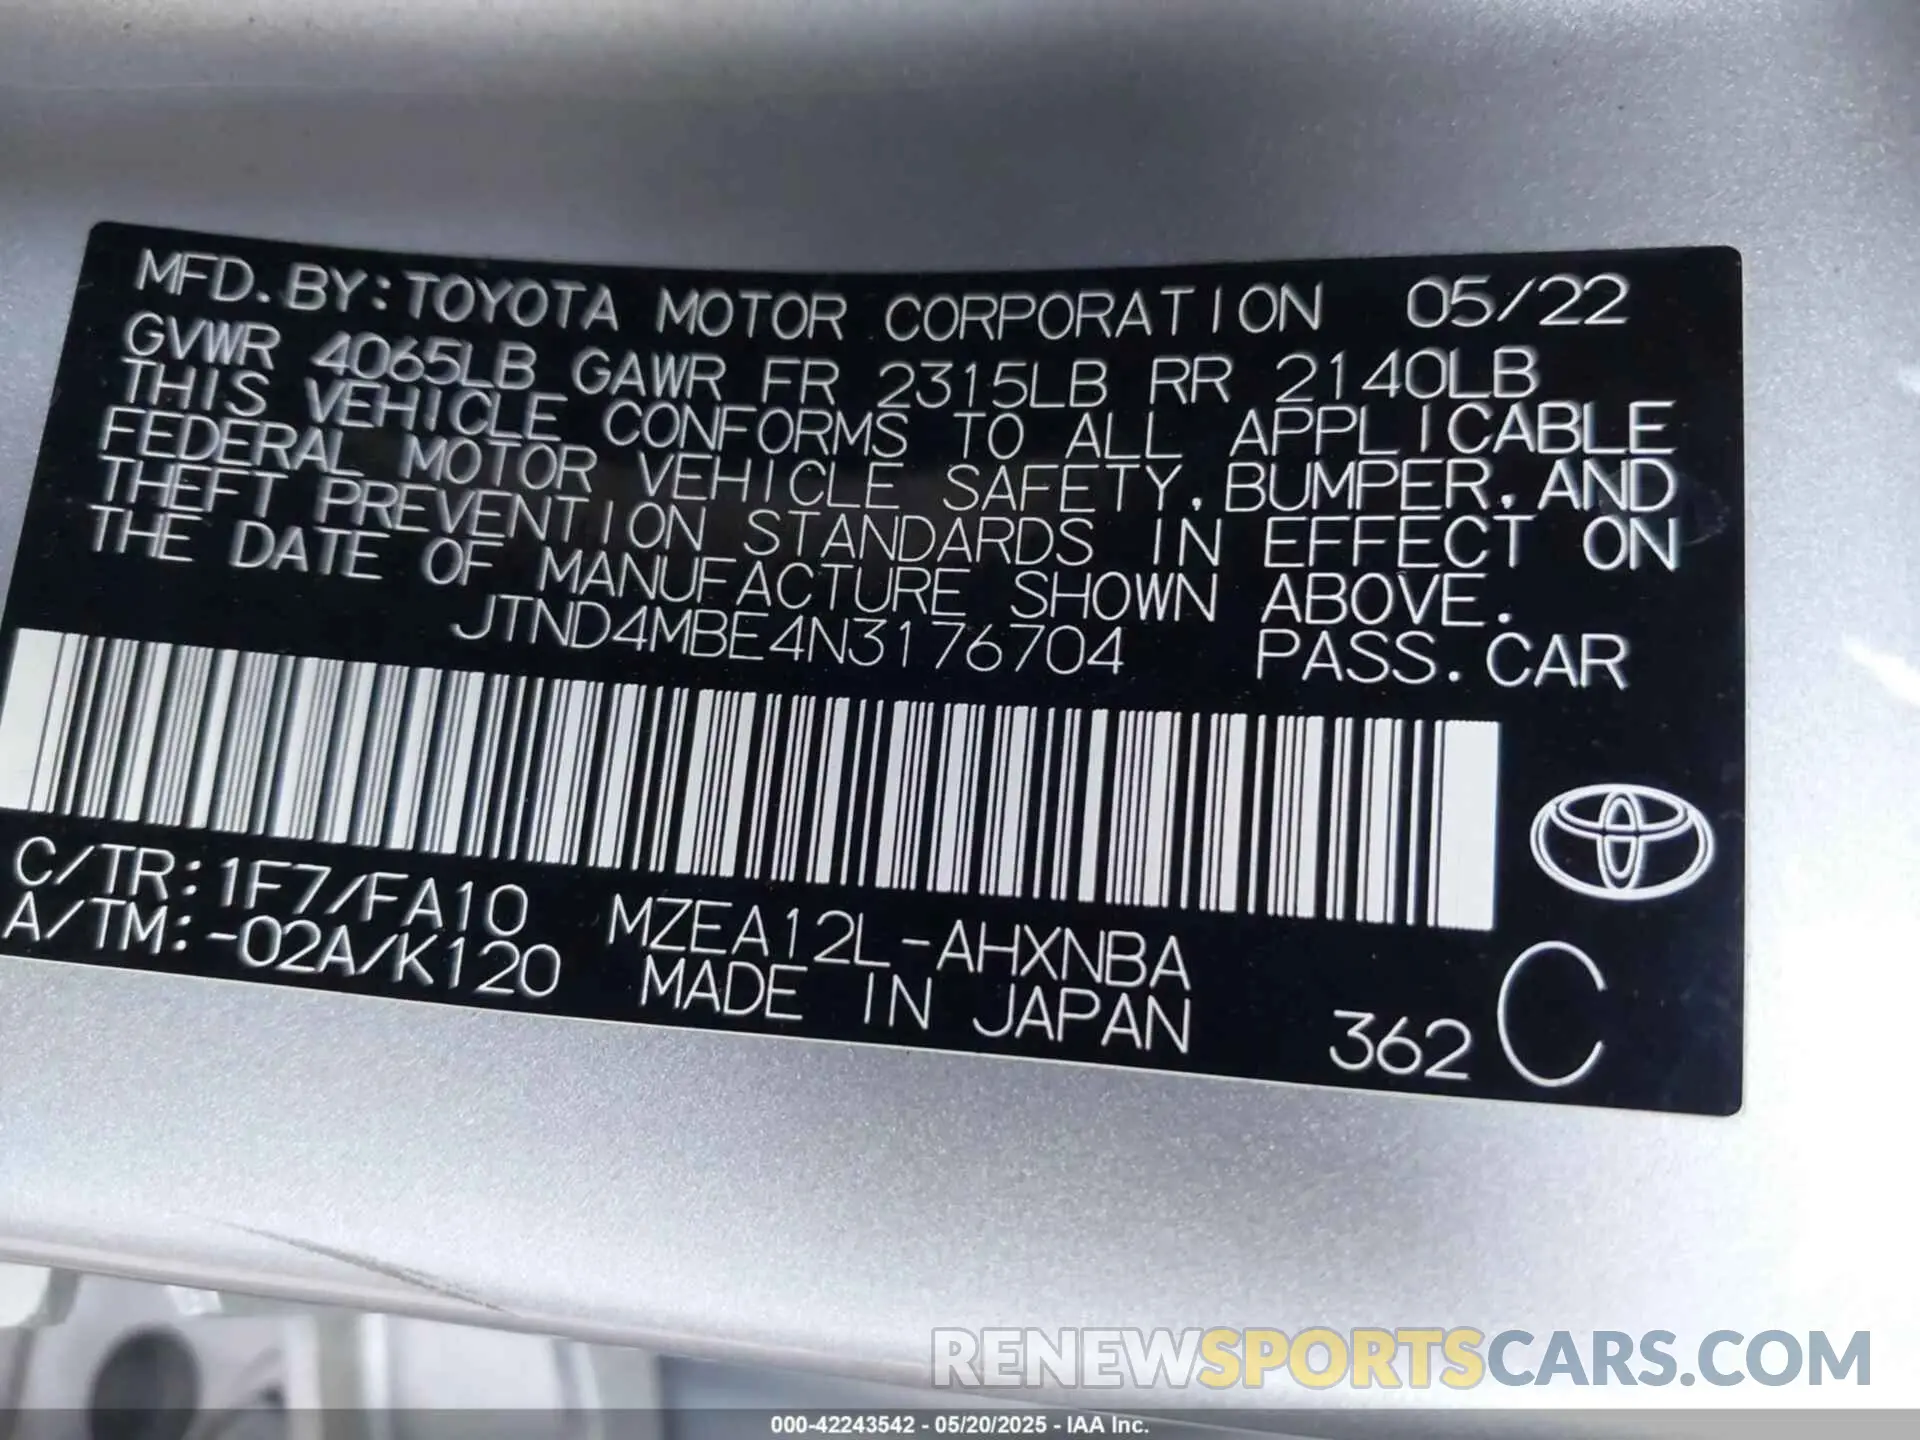 MFD. BY: TOYOTA MOTOR CORPORATION 05/22
GVWR 4065LB GAWR FR 2315LB RR 2140LB
THIS VEHICLE CONFORMS TO ALL APPLICABLE
FEDERAL MOTOR VEHICLE SAFETY, BUMPER, AND
THEFT PREVENTION STANDARDS IN EFFECT ON
THE DATE OF MANUFACTURE SHOWN ABOVE.
JTND4MBE4N3176704 PASS. CAR
C/TR: 1F7/FA10 MZEA12L-AHXNBA
A/TM: -02A/K120 MADE IN JAPAN 362 C
RENEWSPORTSCARS.COM
000-42243542 - 05/20/2025 - IAA Inc.